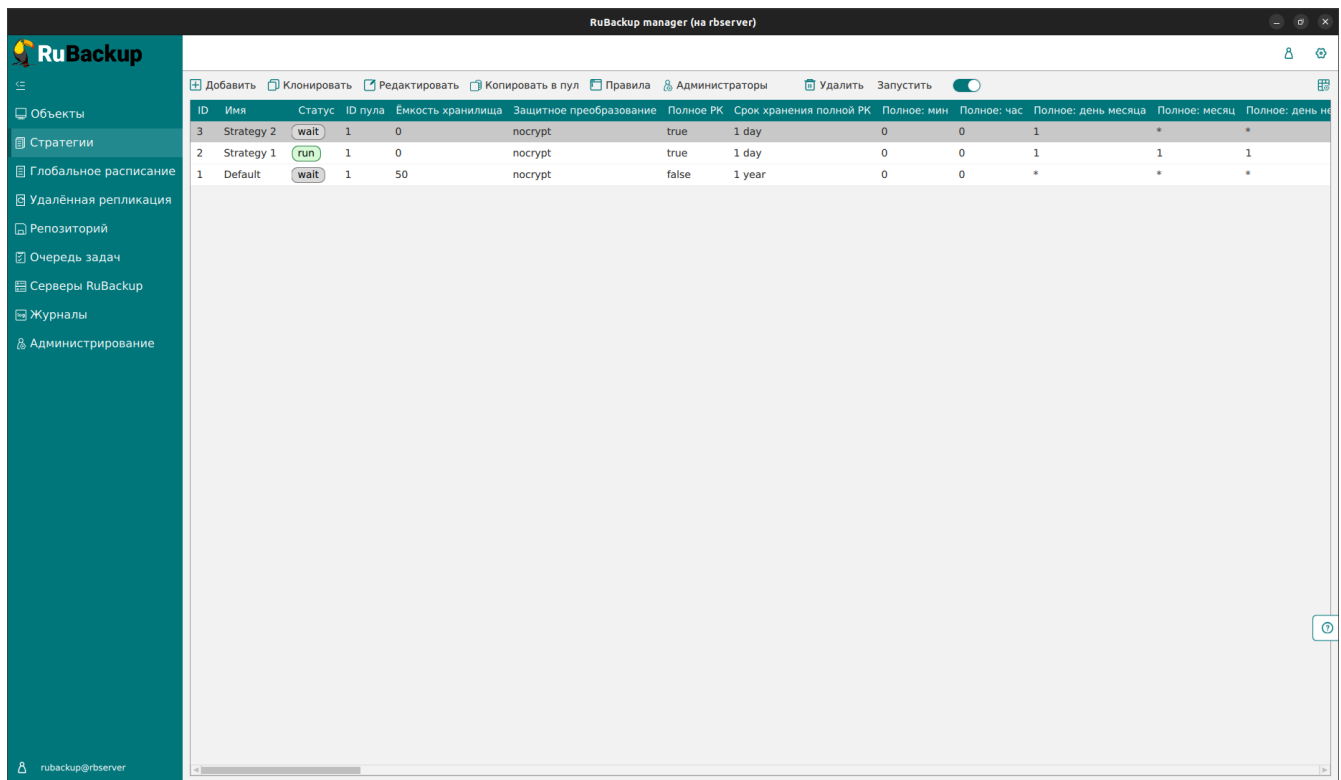 RuBackup manager (на rbserver)
RuBackup
Добавить Клонировать Редактировать Копировать в пул Правила Администраторы Удалить Запустить
Объекты
Стратегии
Глобальное расписание
Удалённая репликация
Репозиторий
Очередь задач
Серверы RuBackup
Журналы
Администрирование
ID Имя Статус ID пула Ёмкость хранилища Защитное преобразование Полное РК Срок хранения полной РК Полное: мин Полное: час Полное: день месяца Полное: месяц Полное: день не
3 Strategy 2 wait 1 0 nocrypt true 1 day 0 0 1 * *
2 Strategy 1 run 1 0 nocrypt true 1 day 0 0 1 1 1
1 Default wait 1 50 nocrypt false 1 year 0 0 * * *
rubackup@rbserver